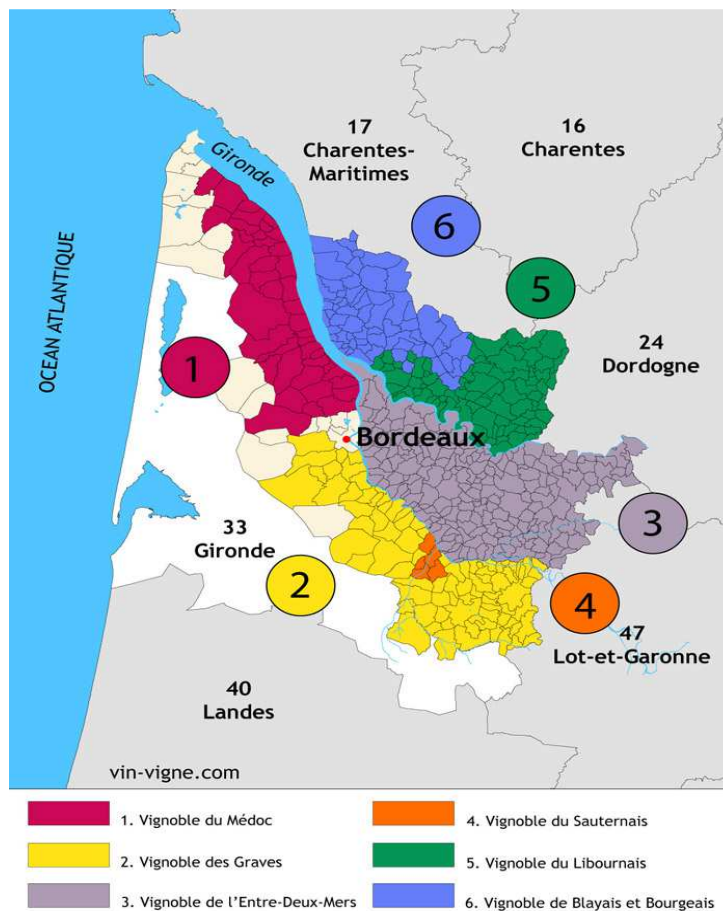 17
Charentes-
Maritimes
16
Charentes
Gironde
6
5
OCEAN ATLANTIQUE
24
Dordogne
1
Bordeaux
3
33
Gironde
2
4
47
Lot-et-Garonne
40
Landes
vin-vigne.com
1. Vignoble du Médoc
2. Vignoble des Graves
3. Vignoble de l'Entre-Deux-Mers
4. Vignoble du Sauternais
5. Vignoble du Libournais
6. Vignoble de Blayais et Bourgeais